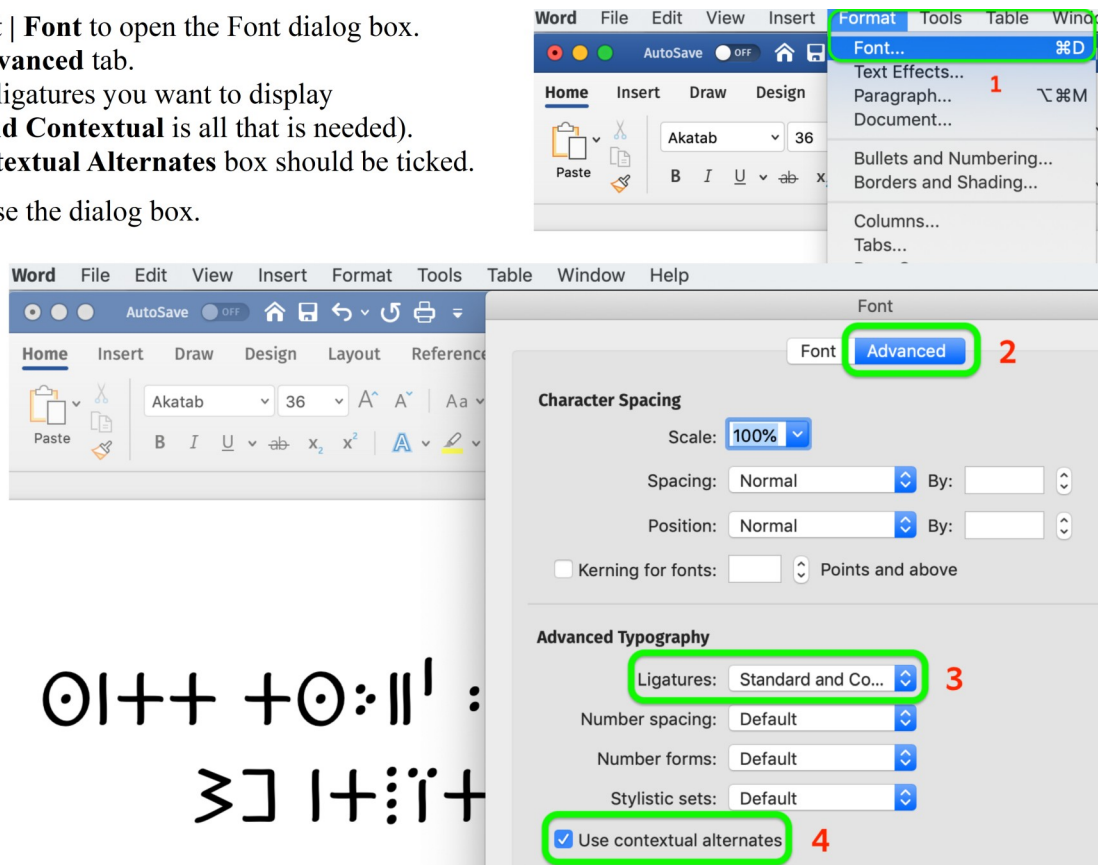 | Font to open the Font dialog box.
tab.
ligatures you want to display
Contextual is all that is needed).
Alternates box should be ticked.
the dialog box.
Word File Edit View Insert Format Tools Table
AutoSave OFF
Font... ⌘D
Text Effects...
1
Paragraph... ⌥⌘M
Document...
Home Insert Draw Design
Akatab 36
Paste B I U ab
Bullets and Numbering...
Borders and Shading...
Columns...
Tabs...
Word File Edit View Insert Format Tools Table Window Help
AutoSave OFF
Font
Home Insert Draw Design Layout
Font Advanced 2
Akatab 36 A A Aa
Paste B I U ab x₂ x² A
Character Spacing
Scale: 100%
Spacing: Normal By:
Position: Normal By:
Kerning for fonts: Points and above
Advanced Typography
Ligatures: Standard and Co... 3
Number spacing: Default
Number forms: Default
Stylistic sets: Default
Use contextual alternates 4